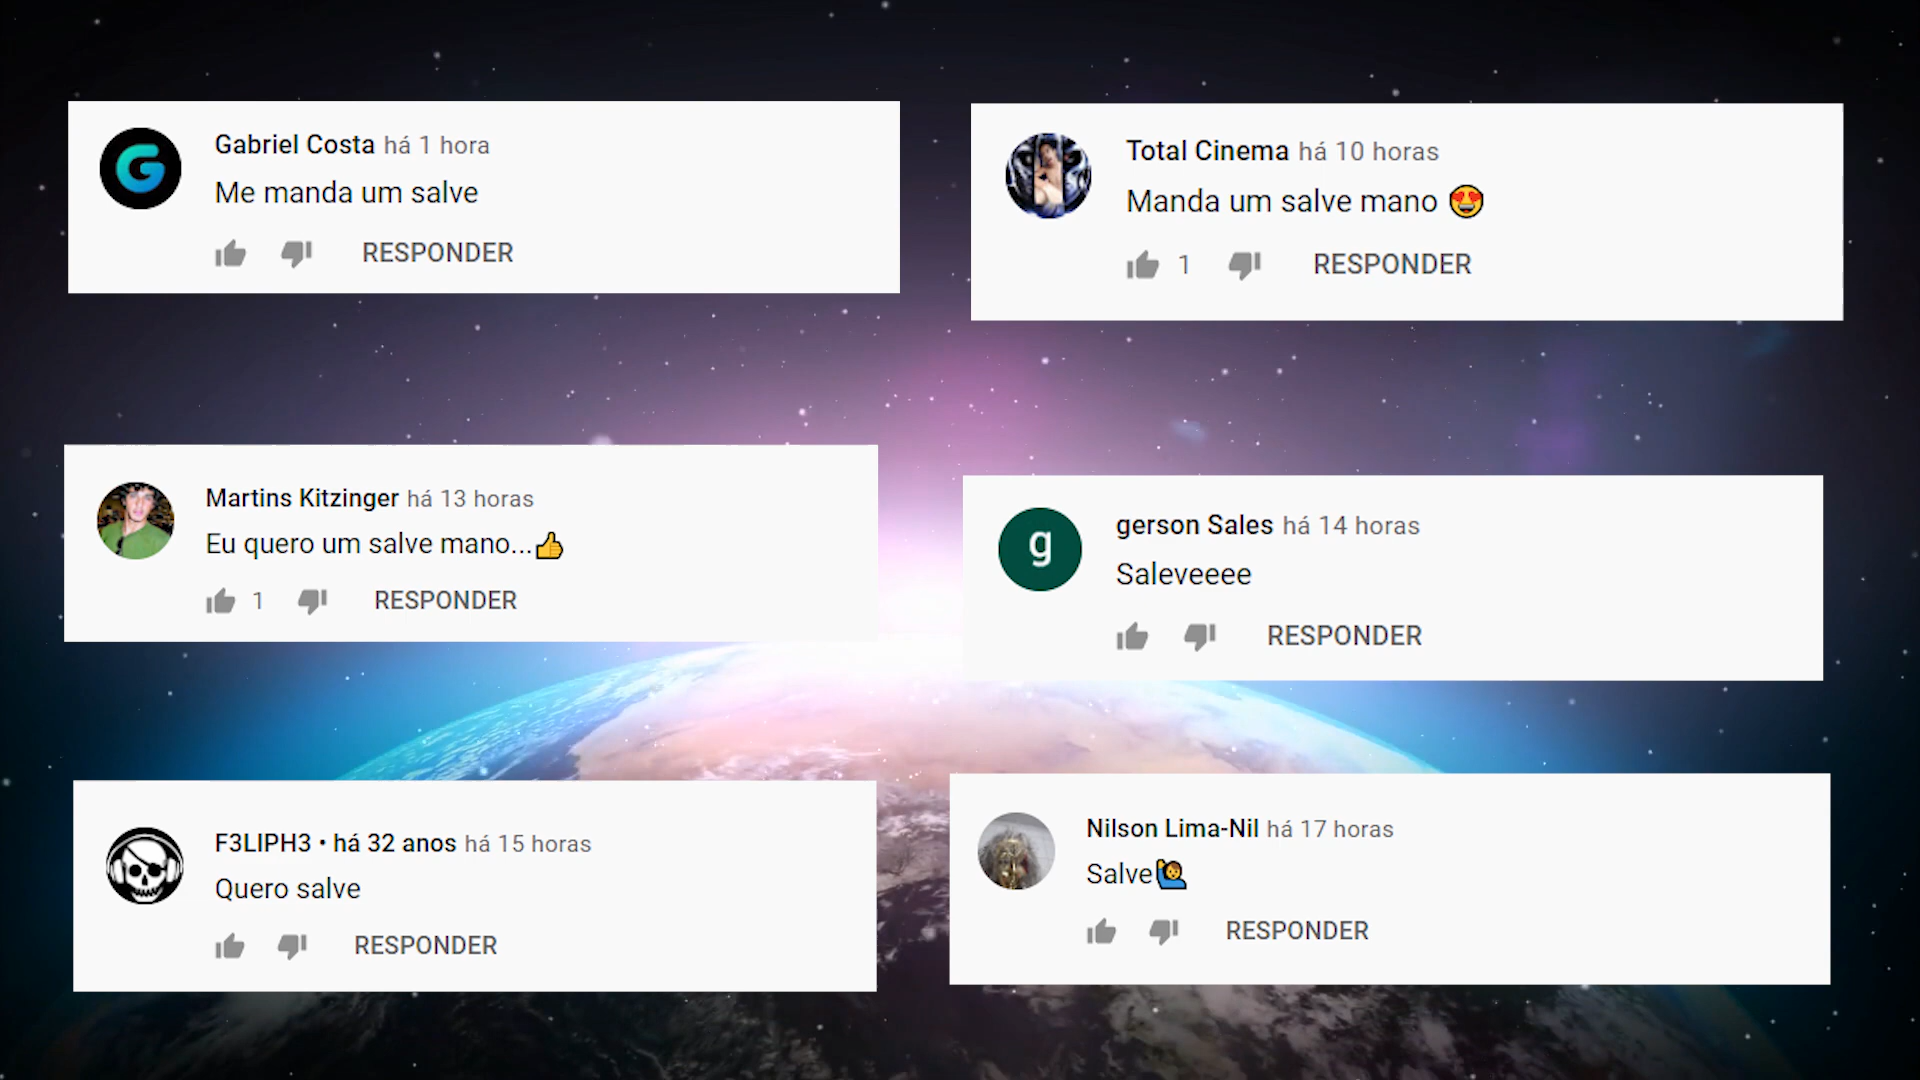 Gabriel Costa há 1 hora
Me manda um salve
RESPONDER
Total Cinema há 10 horas
Manda um salve mano 😍
1 RESPONDER
Martins Kitzinger há 13 horas
Eu quero um salve mano...👍
1 RESPONDER
g
gerson Sales há 14 horas
Saleveeee
RESPONDER
F3LIPH3 • há 32 anos há 15 horas
Quero salve
RESPONDER
Nilson Lima-Nil há 17 horas
Salve🙋
RESPONDER